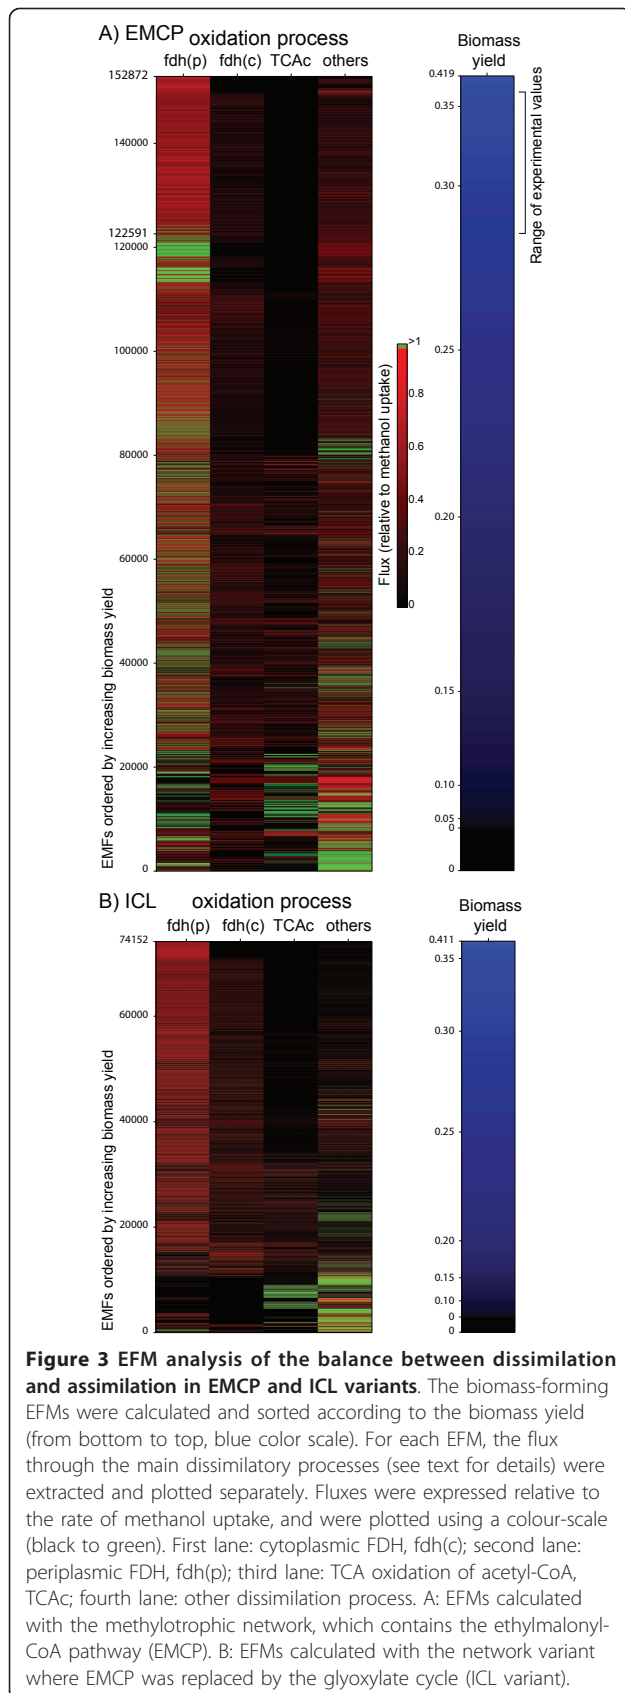 A) EMCP oxidation process
fdh(p) fdh(c) TCAc others
Biomass
yield
152872
140000
122591
120000
100000
80000
60000
40000
20000
0
EMFs ordered by increasing biomass yield
>1
0.8
0.6
0.4
0.2
0
Flux (relative to methanol uptake)
0.419
0.35
0.30
0.25
0.20
0.15
0.10
0.05
0
0
Range of experimental values
B) ICL oxidation process
fdh(p) fdh(c) TCAc others
Biomass
yield
74152
60000
40000
20000
0
EMFs ordered by increasing biomass yield
0.411
0.35
0.30
0.25
0.20
0.15
0.10
0
0
Figure 3 EFM analysis of the balance between dissimilation
and assimilation in EMCP and ICL variants. The biomass-forming
EFMs were calculated and sorted according to the biomass yield
(from bottom to top, blue color scale). For each EFM, the flux
through the main dissimilatory processes (see text for details) were
extracted and plotted separately. Fluxes were expressed relative to
the rate of methanol uptake, and were plotted using a colour-scale
(black to green). First lane: cytoplasmic FDH, fdh(c); second lane:
periplasmic FDH, fdh(p); third lane: TCA oxidation of acetyl-CoA,
TCAc; fourth lane: other dissimilation process. A: EFMs calculated
with the methylotrophic network, which contains the ethylmalonyl-
CoA pathway (EMCP). B: EFMs calculated with the network variant
where EMCP was replaced by the glyoxylate cycle (ICL variant).